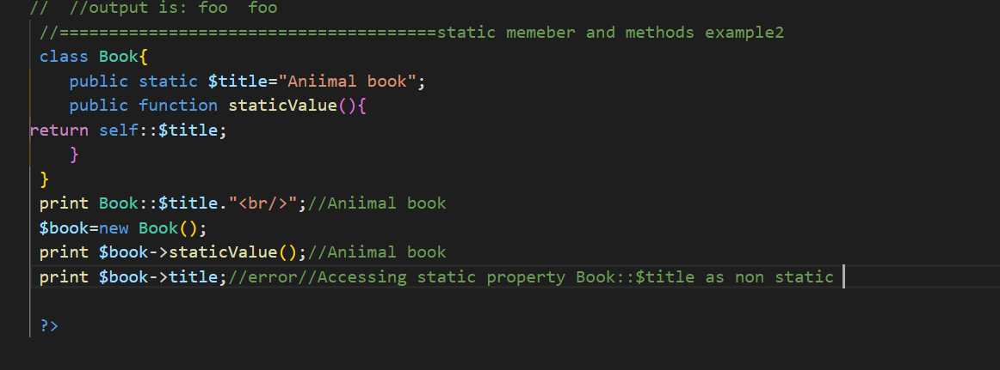 //  //output is: foo  foo
//======================================static memeber and methods example2
class Book{
public static $title="Aniimal book";
public function staticValue(){
return self::$title;
}
}
print Book::$title."<br/>";//Aniimal book
$book=new Book();
print $book->staticValue();//Aniimal book
print $book->title;//error//Accessing static property Book::$title as non static
?>